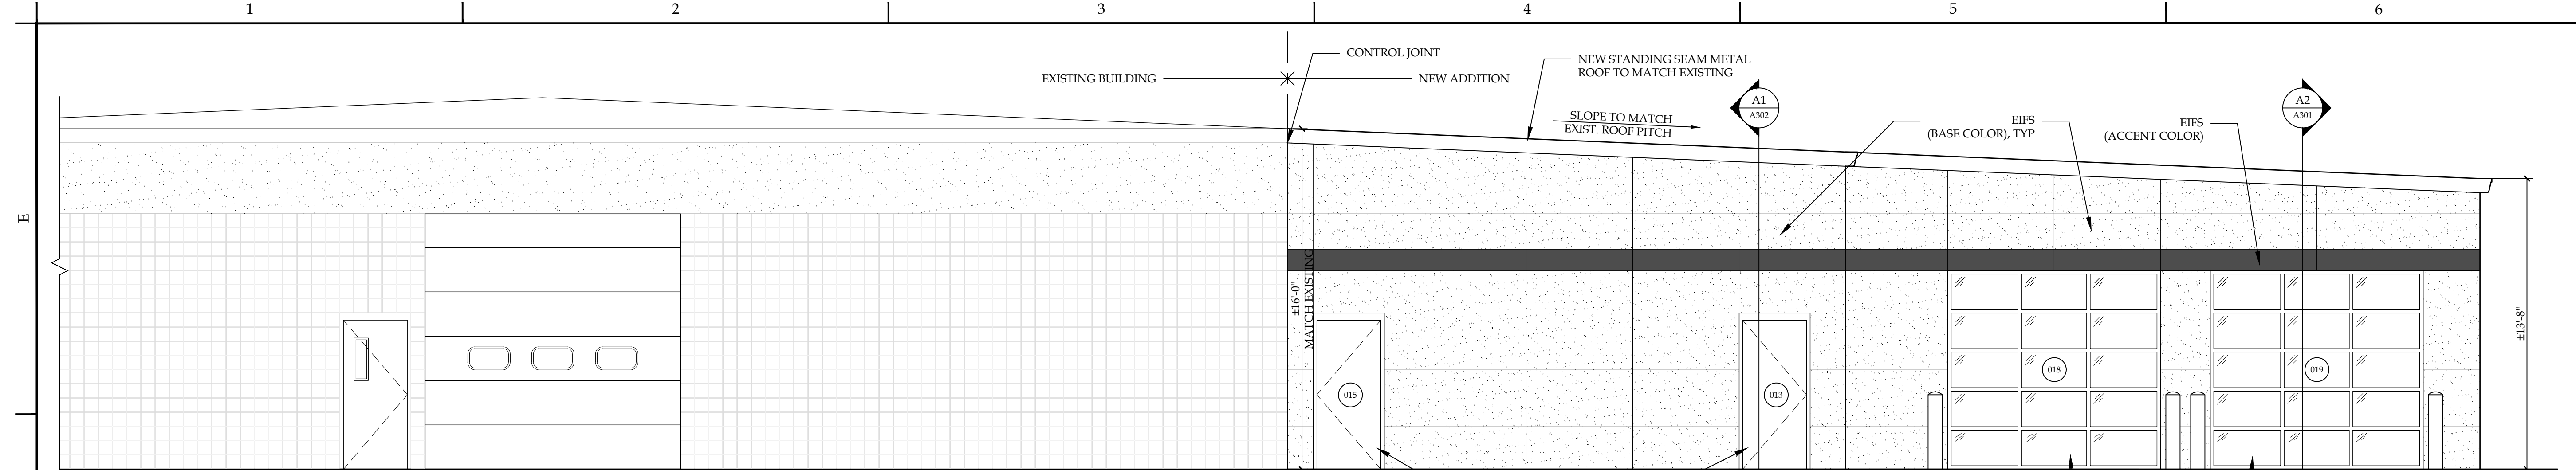 1 2 3 4 5 6
CONTROL JOINT
EXISTING BUILDING
NEW ADDITION
NEW STANDING SEAM METAL
ROOF TO MATCH EXISTING
SLOPE TO MATCH
EXIST. ROOF PITCH
A1
A302
EIFS
(BASE COLOR), TYP
EIFS
(ACCENT COLOR)
A2
A301
E
±16'-0"
MATCH EXISTING
±13'-8"
015
013
018
019